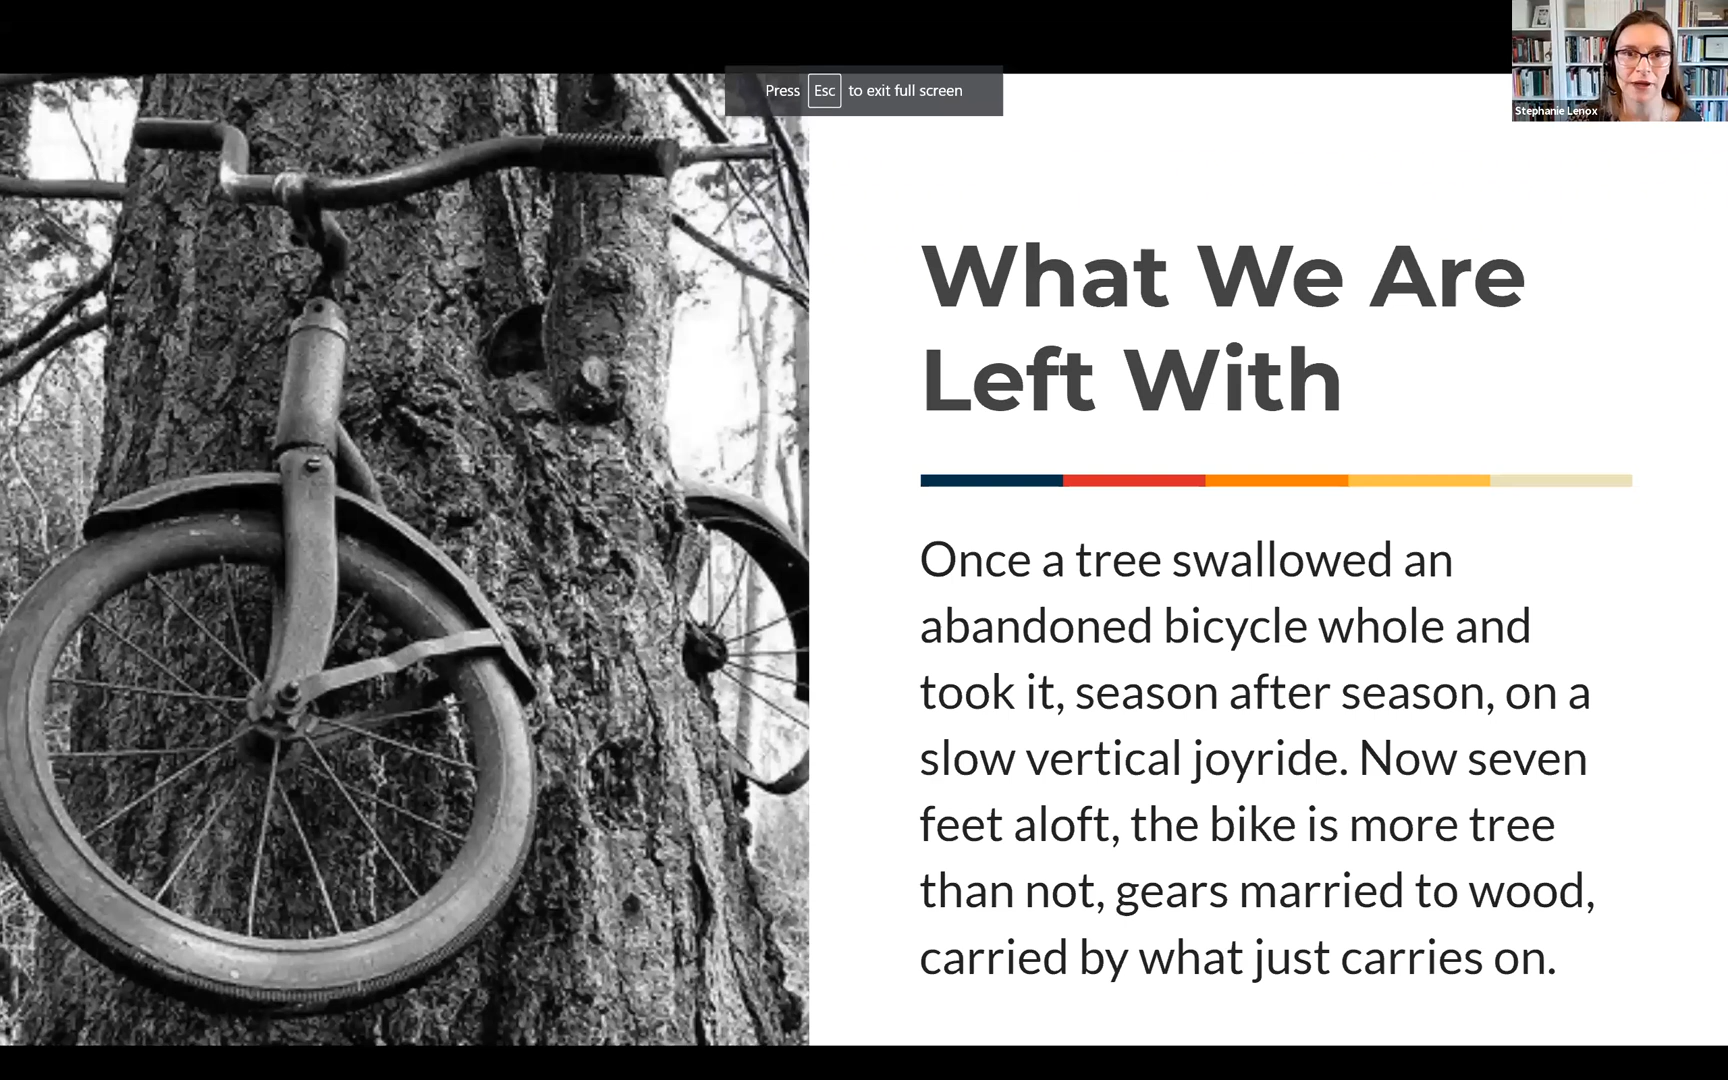 Press Esc to exit full screen
Stephanie Lenox
What We Are
Left With
Once a tree swallowed an
abandoned bicycle whole and
took it, season after season, on a
slow vertical joyride. Now seven
feet aloft, the bike is more tree
than not, gears married to wood,
carried by what just carries on.